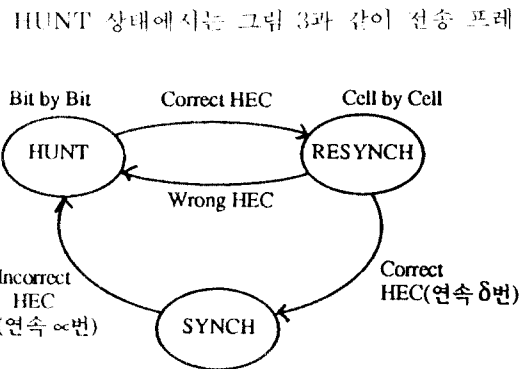 HUNT 상태에서는 그림 3과 같이 전송 프레
Bit by Bit
Correct HEC
Cell by Cell
HUNT
RESYNCH
Wrong HEC
Incorrect
HEC
(연속 ∝번)
Correct
HEC(연속 δ번)
SYNCH